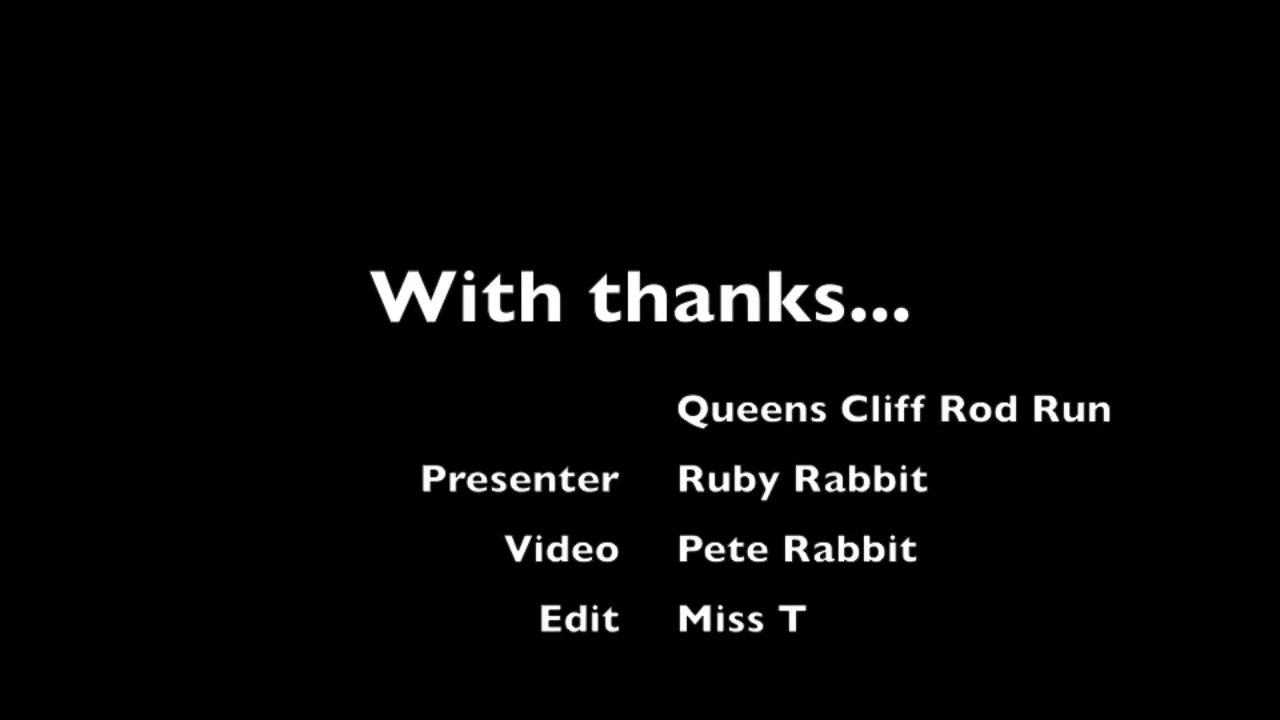 With thanks...
Queens Cliff Rod Run
Presenter Ruby Rabbit
Video Pete Rabbit
Edit Miss T